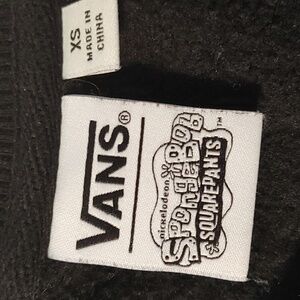 XS
MADE IN
CHINA
VANS®
nickelodeon
SPONGEBOB
SQUAREPANTS™